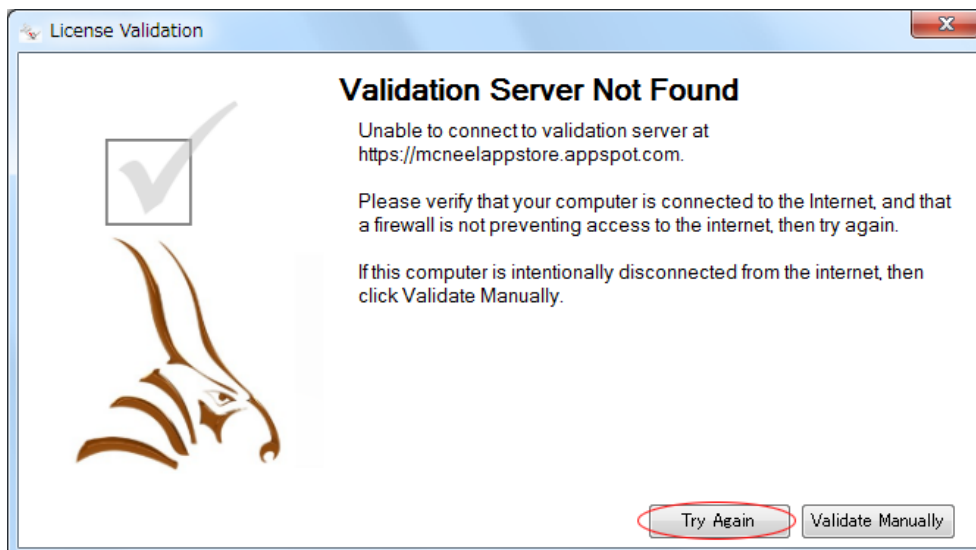 License Validation
Validation Server Not Found
Unable to connect to validation server at
https://mcneelappstore.appspot.com.
Please verify that your computer is connected to the Internet, and that
a firewall is not preventing access to the internet, then try again.
If this computer is intentionally disconnected from the internet, then
click Validate Manually.
Try Again
Validate Manually